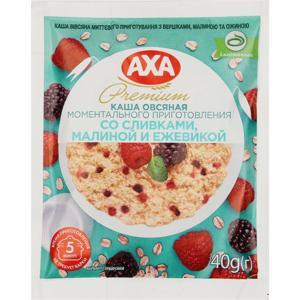 КАША ВІВСЯНА МИТТЄВОГО ПРИГОТУВАННЯ З ВЕРШКАМИ, МАЛИНОЮ ТА ОЖИНОЮ
AXA
Premium
КАША ОВСЯНАЯ
МОМЕНТАЛЬНОГО ПРИГОТОВЛЕНИЯ
СО СЛИВКАМИ,
МАЛИНОЙ И ЕЖЕВИКОЙ
5
40g(г)